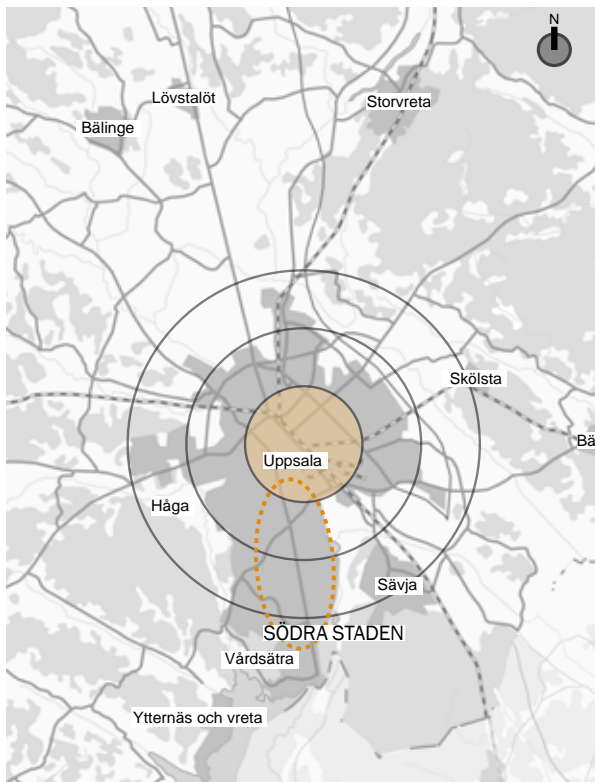 N
Lövstalöt
Storvreta
Bälinge
Skölsta
Bä
Uppsala
Håga
Sävja
SÖDRA STADEN
Vårdsätra
Ytternäs och vreta